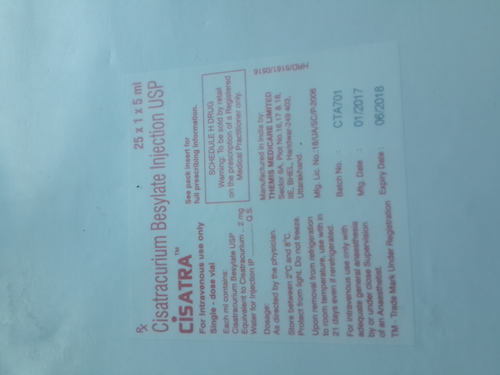 Rx
25 x 1 x 5 ml
Cisatracurium Besylate Injection USP
CISATRA™
For Intravenous use only
Single - dose vial
Each ml contains:
Cisatracurium Besylate USP
Equivalent to Cisatracurium .. 2 mg
Water for Injection IP ........ Q.S.
Dosage:
As directed by the physician.
Store between 2°C and 8°C.
Protect from light. Do not freeze.
Upon removal from refrigeration
to room temperature, use within
21 days even if rerefrigerated.
For intravenous use only with
adequate general anaesthesia
by or under close Supervision
of an Anaesthetist.
TM - Trade Mark Under Registration
See pack insert for
full prescribing information.
SCHEDULE H DRUG
Warning: To be sold by retail
on the prescription of a Registered
Medical Practitioner only.
Manufactured in India by:
THEMIS MEDICARE LIMITED
Sector 6A, Plot No.16,17 & 18,
IIE, BHEL, Haridwar-249 403,
Uttarakhand.
Mfg. Lic. No.:18/UA/SC/P-2006
Batch No. : CTA701
Mfg. Date : 01/2017
Expiry Date : 06/2018
HRD/5161/0516